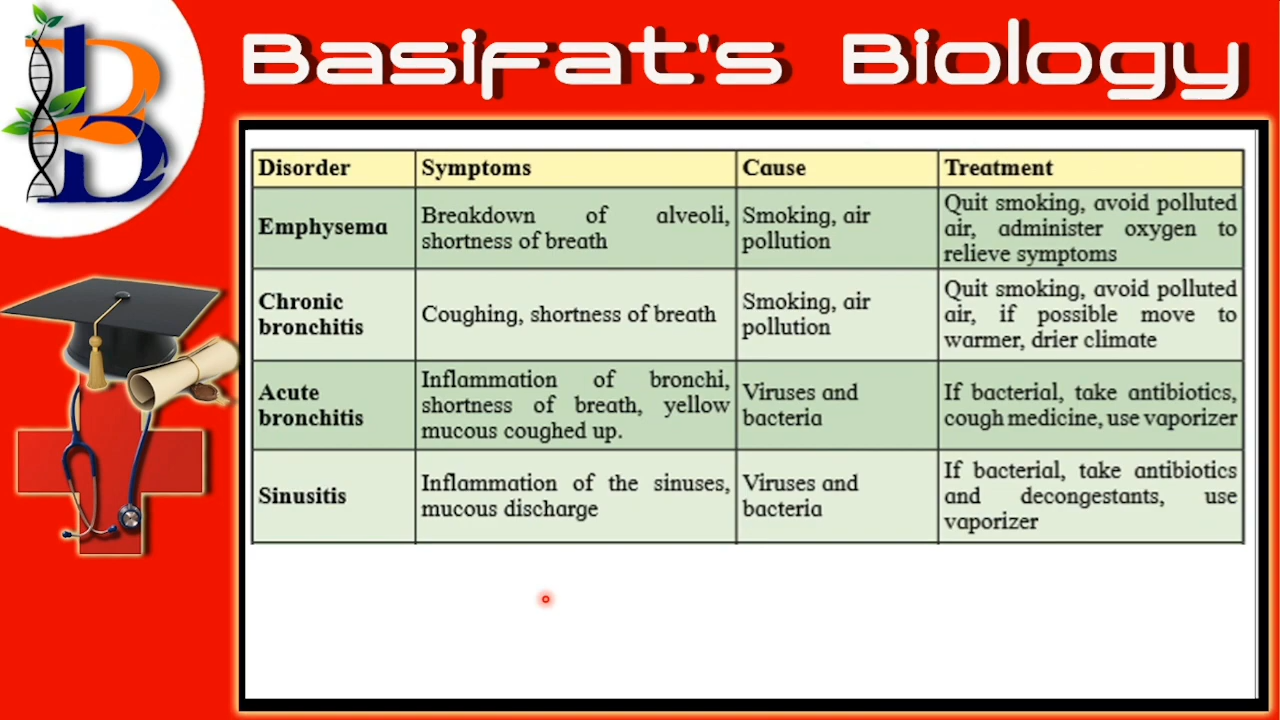 Basifat's Biology
Disorder Symptoms Cause Treatment
Emphysema
Breakdown of alveoli,
shortness of breath
Smoking, air
pollution
Quit smoking, avoid polluted
air, administer oxygen to
relieve symptoms
Chronic
bronchitis
Coughing, shortness of breath
Smoking, air
pollution
Quit smoking, avoid polluted
air, if possible move to
warmer, drier climate
Acute
bronchitis
Inflammation of bronchi,
shortness of breath, yellow
mucous coughed up.
Viruses and
bacteria
If bacterial, take antibiotics,
cough medicine, use vaporizer
Sinusitis
Inflammation of the sinuses,
mucous discharge
Viruses and
bacteria
If bacterial, take antibiotics
and decongestants, use
vaporizer